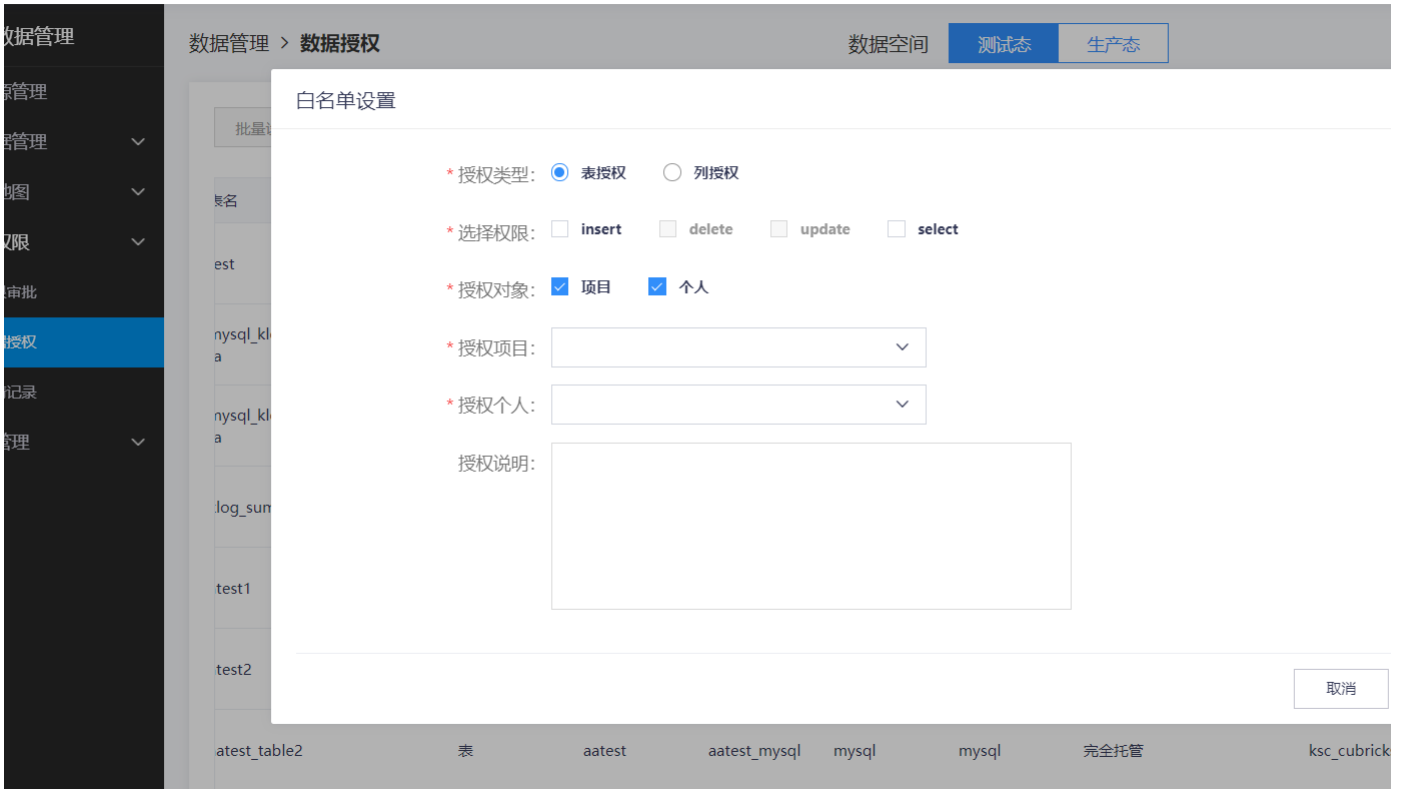 数据管理
数据管理 > 数据授权
数据空间 测试态 生产态
源管理
据管理
地图
权限
审批
授权
记录
管理
白名单设置
批量
* 授权类型: 表授权 列授权
* 选择权限: insert delete update select
* 授权对象: 项目 个人
* 授权项目:
* 授权个人:
授权说明:
取消
表名
est
mysql_kl
a
mysql_kl
a
log_sum
test1
test2
atest_table2 表 aatest aatest_mysql mysql mysql 完全托管 ksc_cubrick